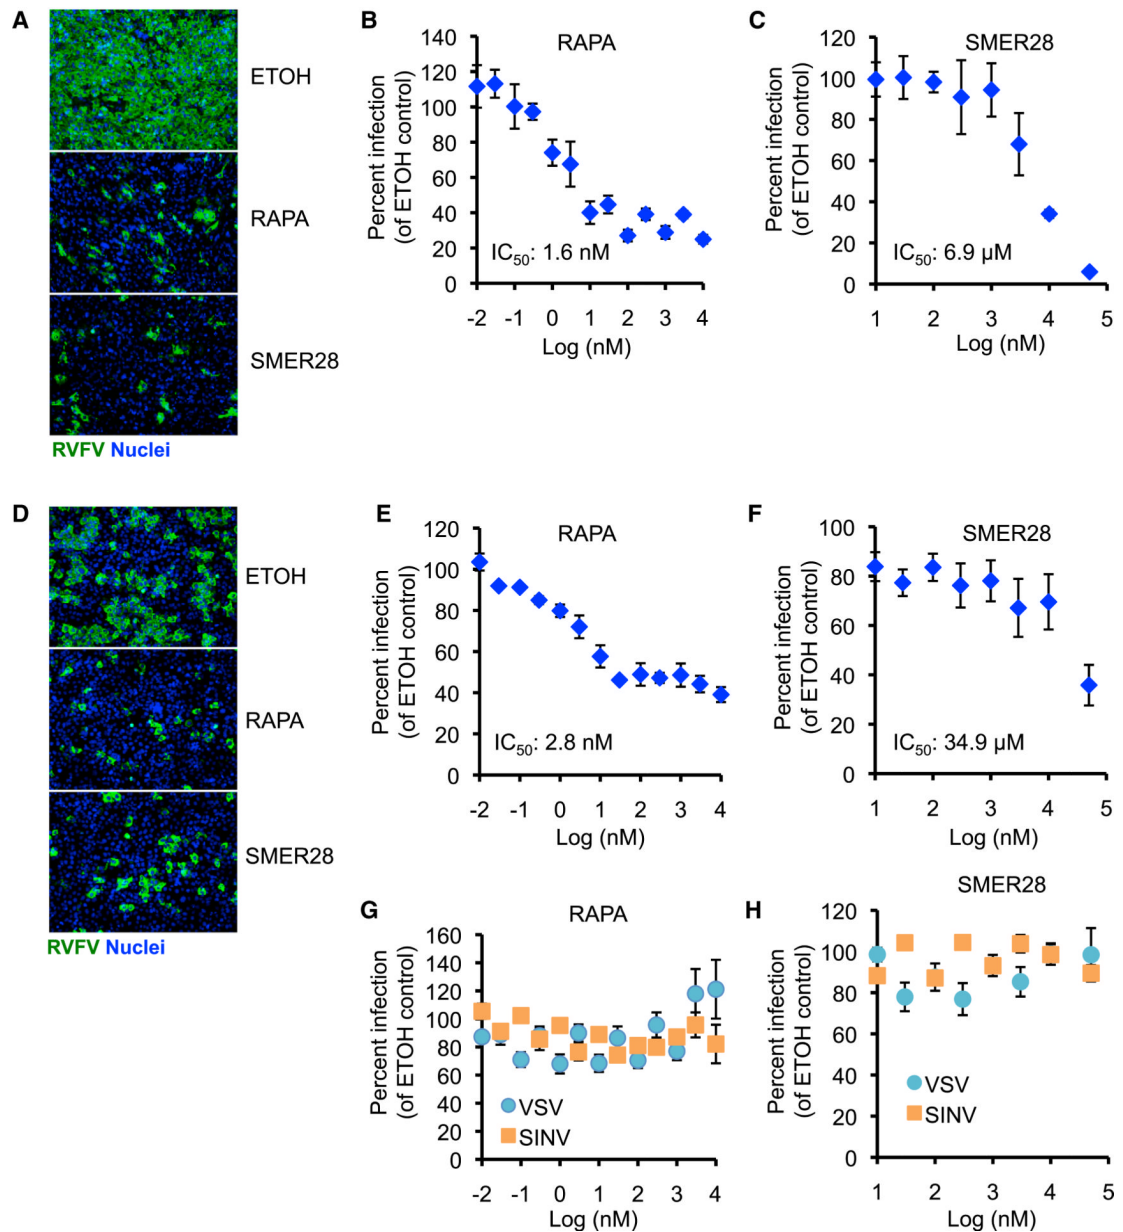 A
ETOH
RAPA
SMER28
RVFV Nuclei
B
RAPA
Percent infection
(of ETOH control)
140
120
100
80
60
40
20
0
IC50: 1.6 nM
-2 -1 0 1 2 3 4
Log (nM)
C
SMER28
Percent infection
(of ETOH control)
120
100
80
60
40
20
0
IC50: 6.9 µM
1 2 3 4 5
Log (nM)
D
ETOH
RAPA
SMER28
RVFV Nuclei
E
RAPA
Percent infection
(of ETOH control)
120
100
80
60
40
20
0
IC50: 2.8 nM
-2 -1 0 1 2 3 4
Log (nM)
F
SMER28
Percent infection
(of ETOH control)
100
80
60
40
20
0
IC50: 34.9 µM
1 2 3 4 5
Log (nM)
G
RAPA
Percent infection
(of ETOH control)
160
140
120
100
80
60
40
20
0
VSV
SINV
-2 -1 0 1 2 3 4
Log (nM)
H
SMER28
Percent infection
(of ETOH control)
120
100
80
60
40
20
0
VSV
SINV
1 2 3 4 5
Log (nM)